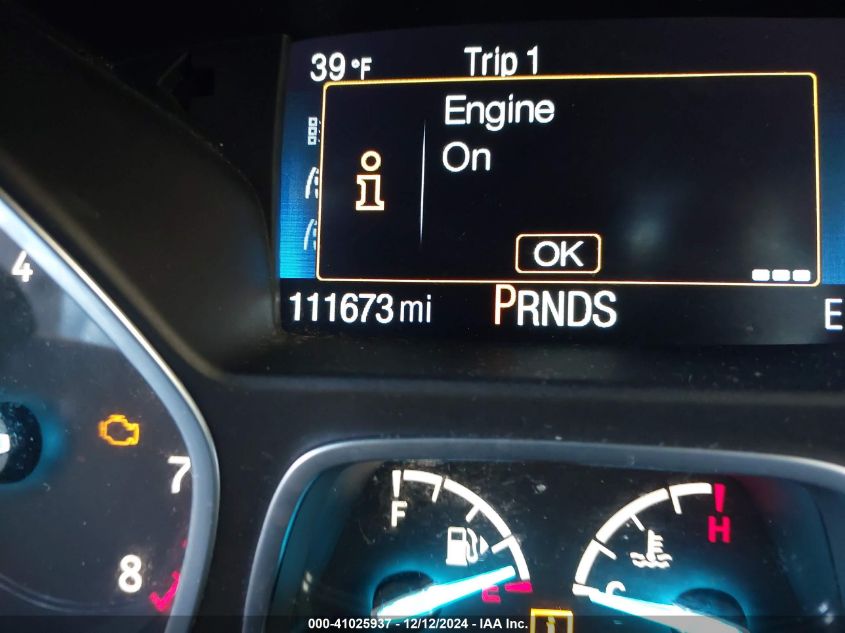 39°F Trip 1
Engine
On
i
OK
111673 mi PRNDS E
4
7
8
F
E
H
C
000-41025937 - 12/12/2024 - IAA Inc.